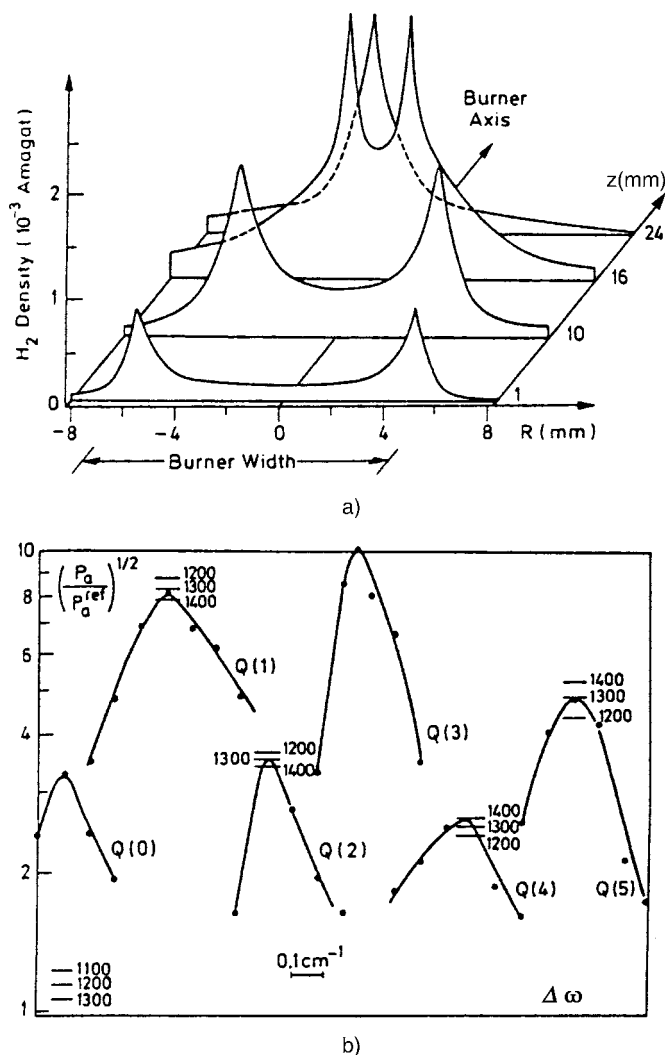 Burner
Axis
z(mm)
H₂ Density (10⁻³ Amagat)
2
1
0
24
16
10
1
-8
-4
0
4
8
R(mm)
Burner Width
a)
10
8
6
4
2
1
(Pₐ/Pₐ^ref)^1/2
1200
1300
1400
Q(1)
Q(3)
1400
1300
1200
Q(0)
1300
1200
1400
Q(2)
1400
1300
1200
Q(4)
Q(5)
1100
1200
1300
0,1cm⁻¹
Δω
b)